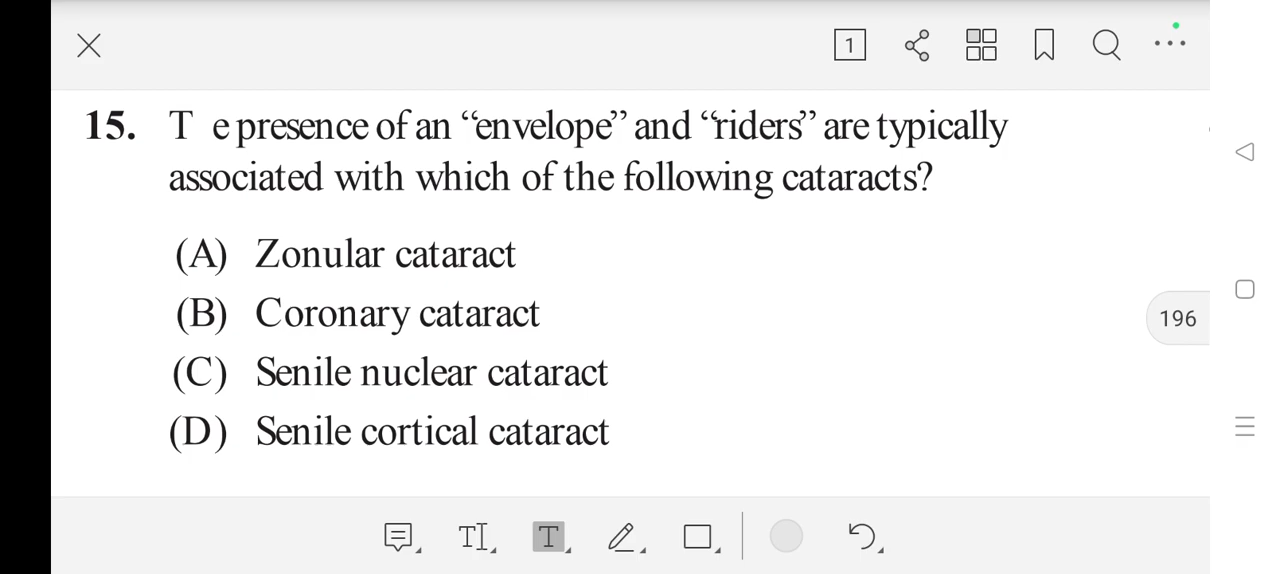 1
15. T e presence of an “envelope” and “riders” are typically
associated with which of the following cataracts?
(A) Zonular cataract
(B) Coronary cataract
(C) Senile nuclear cataract
(D) Senile cortical cataract
196